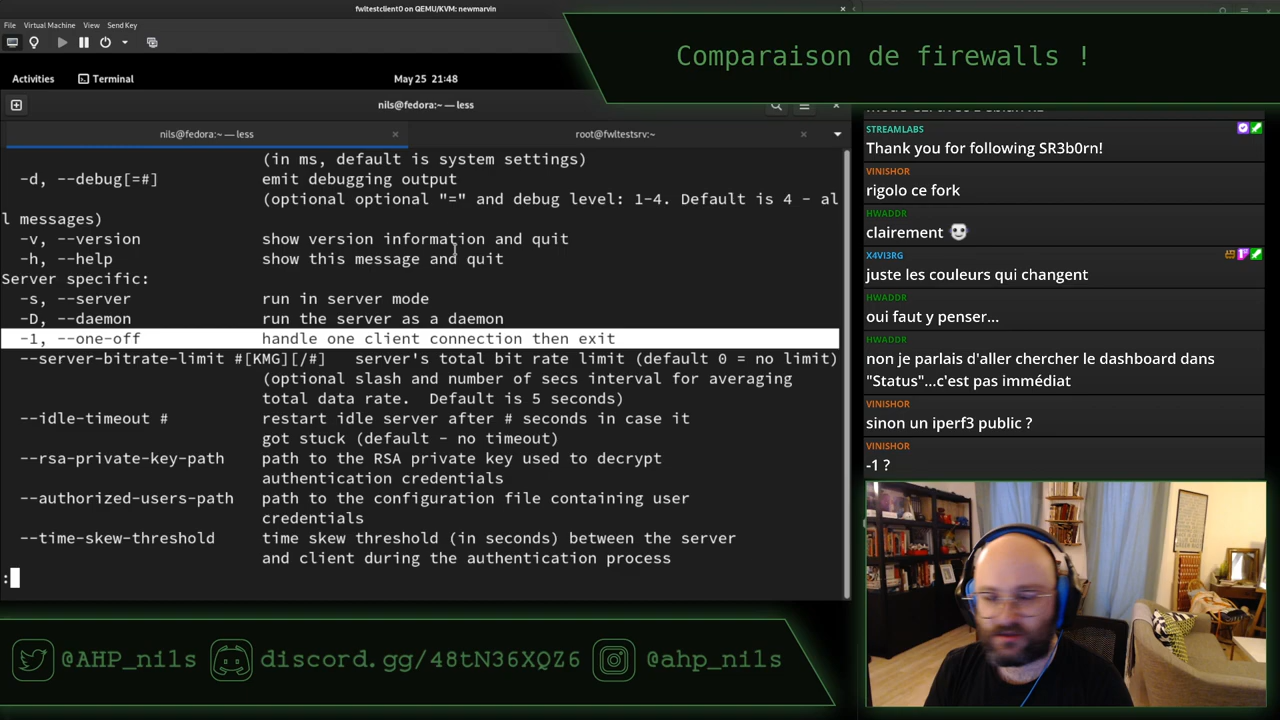 fwltestclient0 on QEMU/KVM: newmarvin
File Virtual Machine View Send Key
Comparaison de firewalls !
Activities Terminal May 25 21:48
nils@fedora:~ — less
nils@fedora:~ — less root@fwltestsrv:~
(in ms, default is system settings)
-d, --debug[=#] emit debugging output
(optional optional "=" and debug level: 1-4. Default is 4 - al
l messages)
-v, --version show version information and quit
-h, --help show this message and quit
Server specific:
-s, --server run in server mode
-D, --daemon run the server as a daemon
-1, --one-off handle one client connection then exit
--server-bitrate-limit #[KMG][/#] server's total bit rate limit (default 0 = no limit)
(optional slash and number of secs interval for averaging
total data rate. Default is 5 seconds)
--idle-timeout # restart idle server after # seconds in case it
got stuck (default - no timeout)
--rsa-private-key-path path to the RSA private key used to decrypt
authentication credentials
--authorized-users-path path to the configuration file containing user
credentials
--time-skew-threshold time skew threshold (in seconds) between the server
and client during the authentication process
:
STREAMLABS
Thank you for following SR3b0rn!
VINISHOR
rigolo ce fork
HWADDR
clairement
X4VI3RG
juste les couleurs qui changent
HWADDR
oui faut y penser...
HWADDR
non je parlais d'aller chercher le dashboard dans
"Status"...c'est pas immédiat
VINISHOR
sinon un iperf3 public ?
VINISHOR
-1 ?
@AHP_nils discord.gg/48tN36XQZ6 @ahp_nils